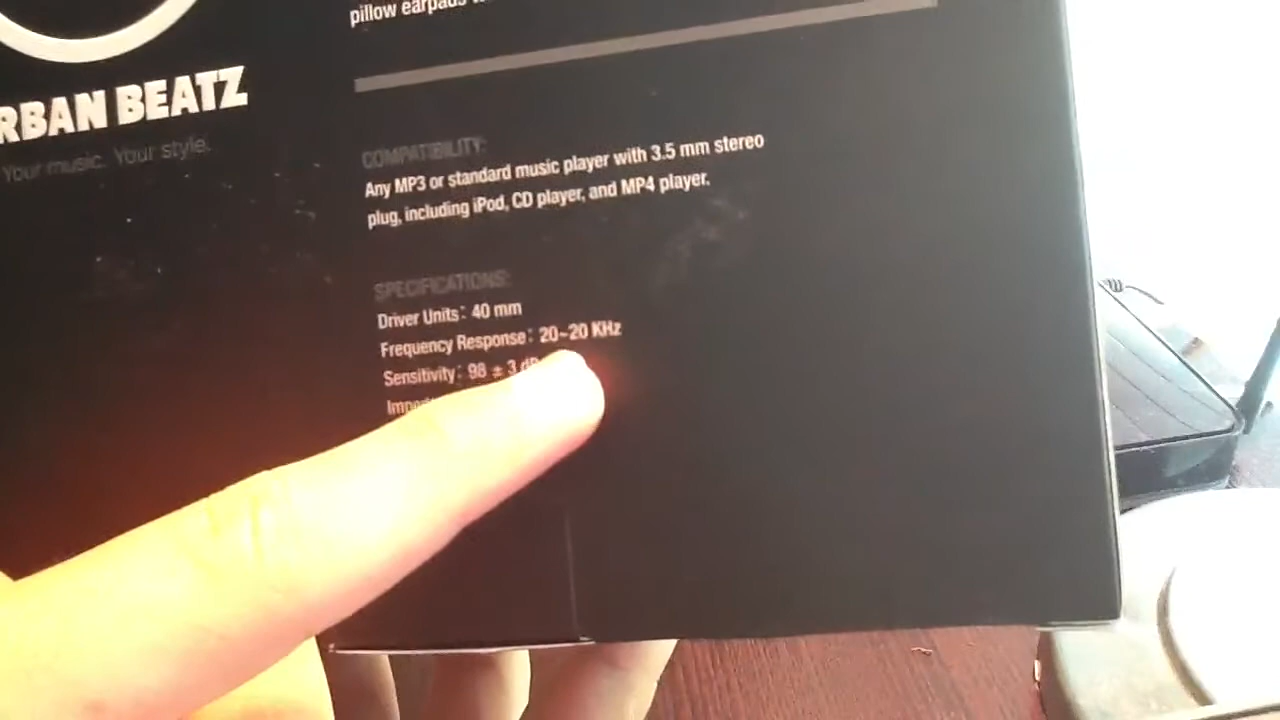 pillow earpads
RBAN BEATZ
Your music. Your style.
COMPATIBILITY:
Any MP3 or standard music player with 3.5 mm stereo
plug, including iPod, CD player, and MP4 player.
SPECIFICATIONS:
Driver Units: 40 mm
Frequency Response: 20~20 KHz
Sensitivity: 98 ± 3